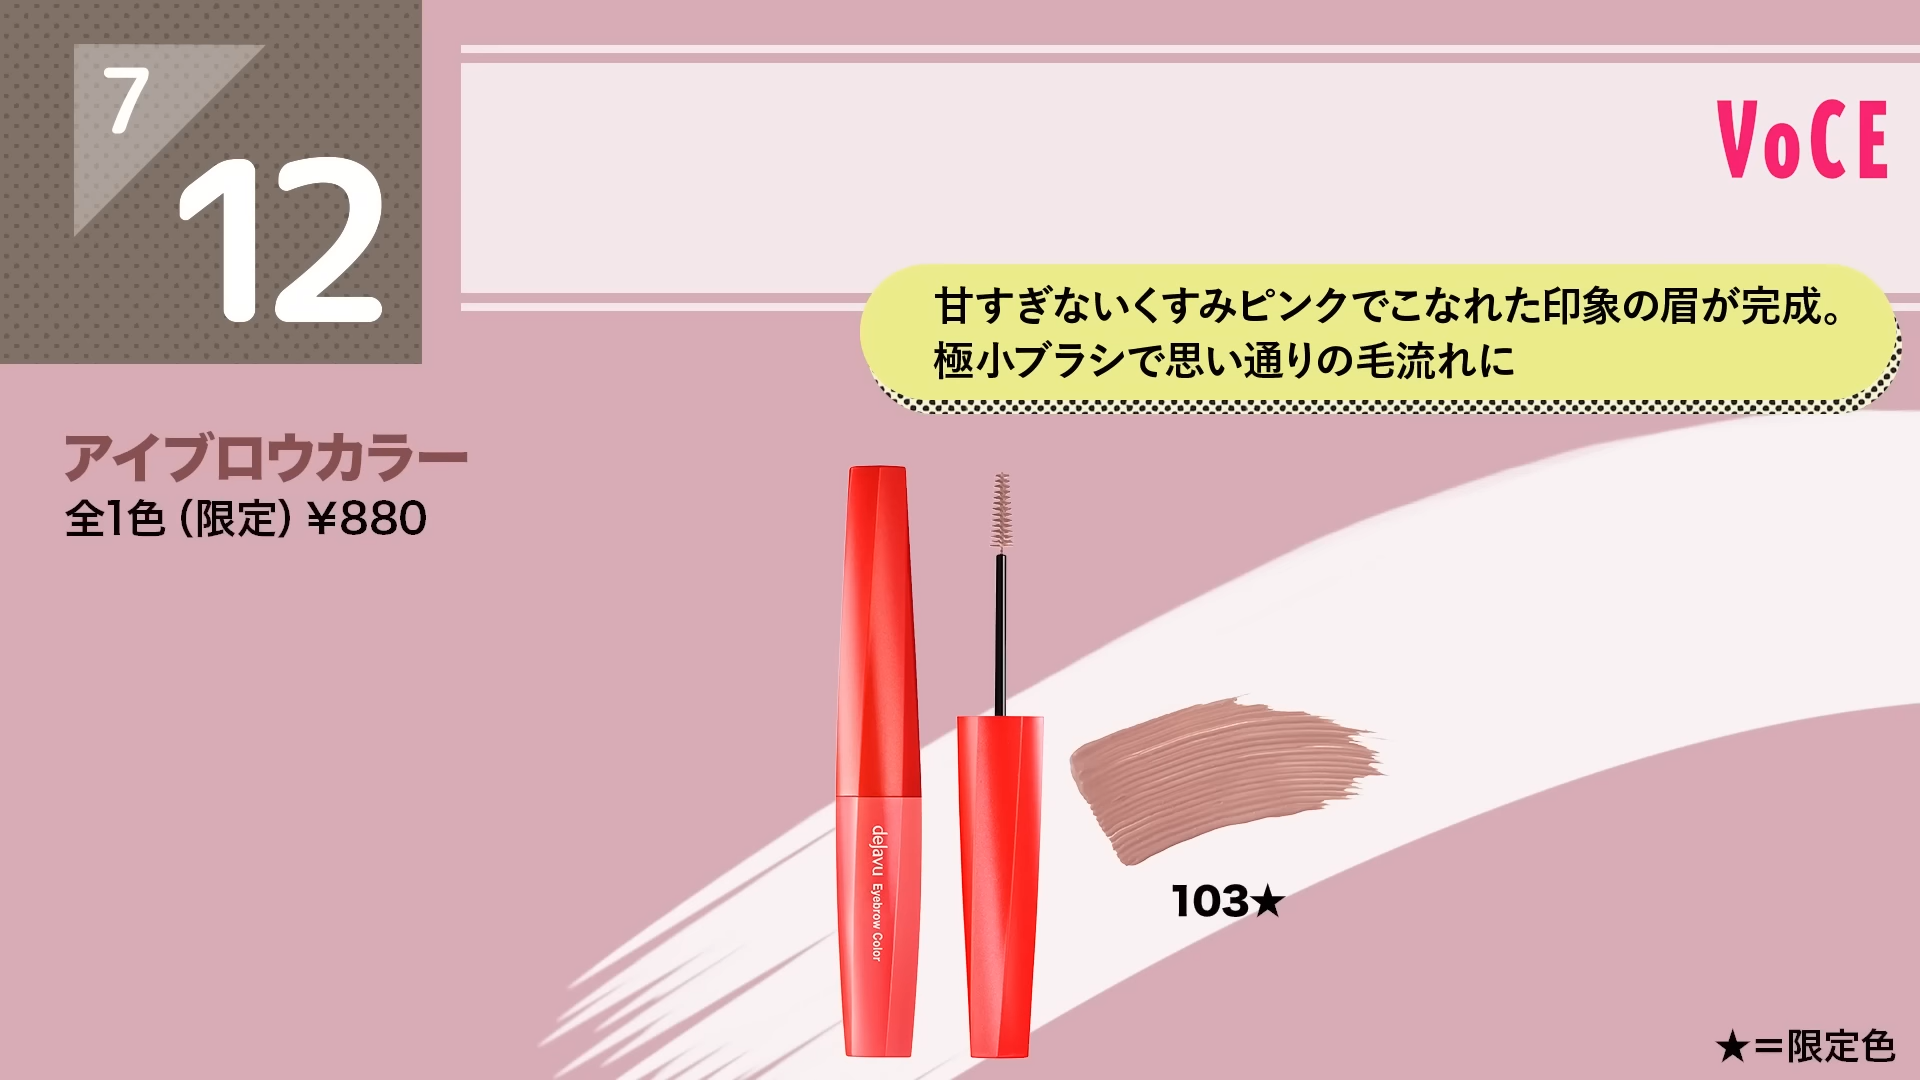 7
12
VoCE
甘すぎないくすみピンクでこなれた印象の眉が完成。
極小ブラシで思い通りの毛流れに
アイブロウカラー
全1色（限定）¥880
dejavu Eyebrow Color
103★
★＝限定色